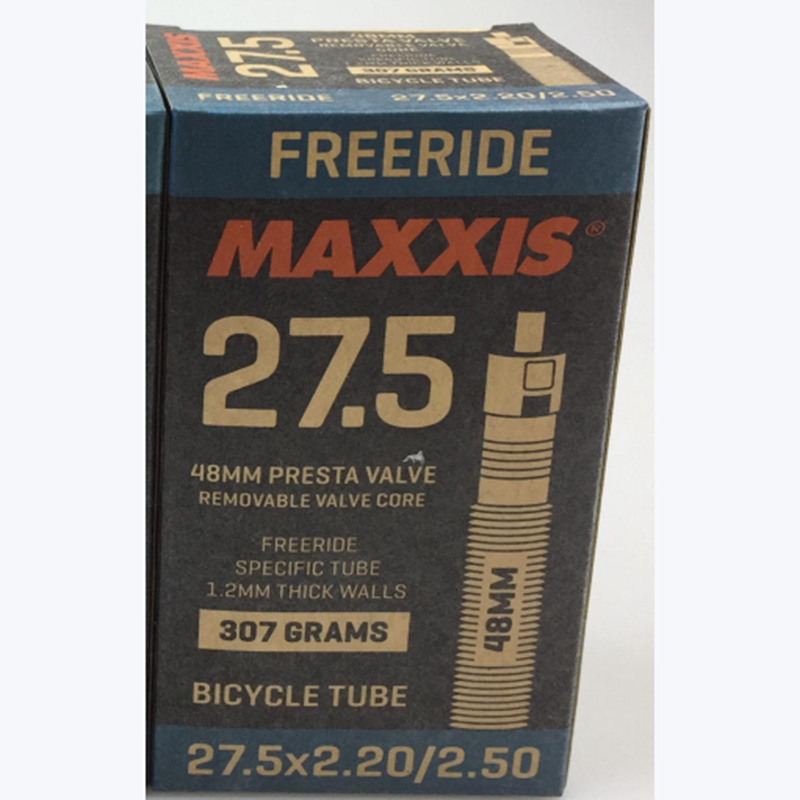 MAXXIS
27.5
PRESTA VALVE
REMOVABLE VALVE
CORE
307 GRAMS
BICYCLE TUBE
FREERIDE 27.5x2.20/2.50
FREERIDE
MAXXIS®
27.5
48MM PRESTA VALVE
REMOVABLE VALVE CORE
FREERIDE
SPECIFIC TUBE
1.2MM THICK WALLS
307 GRAMS
48MM
BICYCLE TUBE
27.5x2.20/2.50